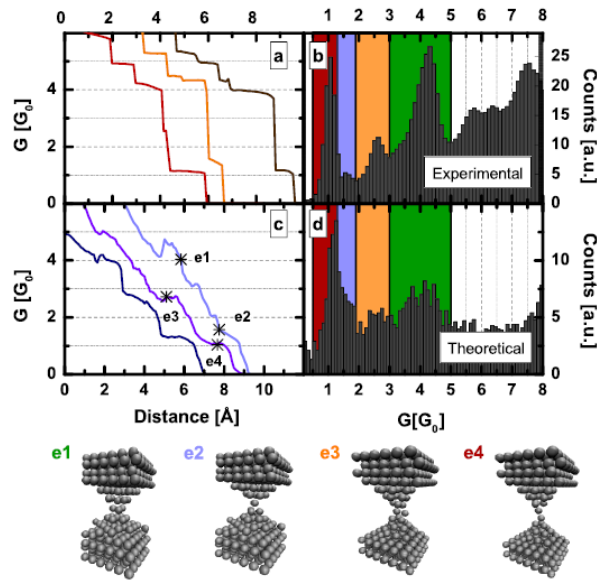 0 2 4 6 8 10
1 2 3 4 5 6 7 8
a
G [G0]
4
2
0
b
25
20
15
10
5
0
Counts [a.u.]
Experimental
c
G [G0]
4
2
0
e1
e2
e3
e4
0 2 4 6 8 10
Distance [Å]
d
10
5
0
Counts [a.u.]
Theoretical
1 2 3 4 5 6 7 8
G[G0]
e1 e2 e3 e4